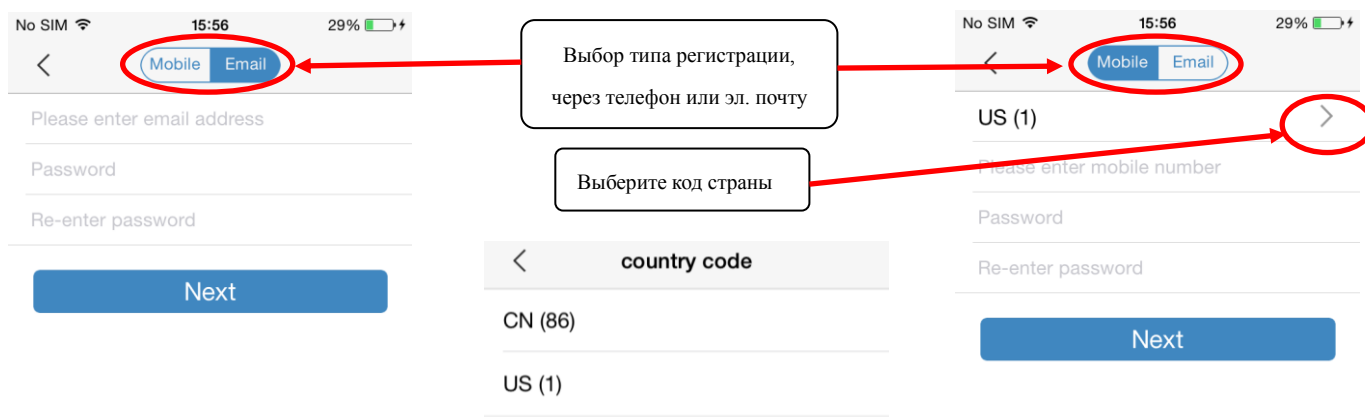 No SIM 15:56 29%
Mobile Email
Please enter email address
Password
Re-enter password
Next
Выбор типа регистрации,
через телефон или эл. почту
Выберите код страны
country code
CN (86)
US (1)
No SIM 15:56 29%
Mobile Email
US (1)
Please enter mobile number
Password
Re-enter password
Next